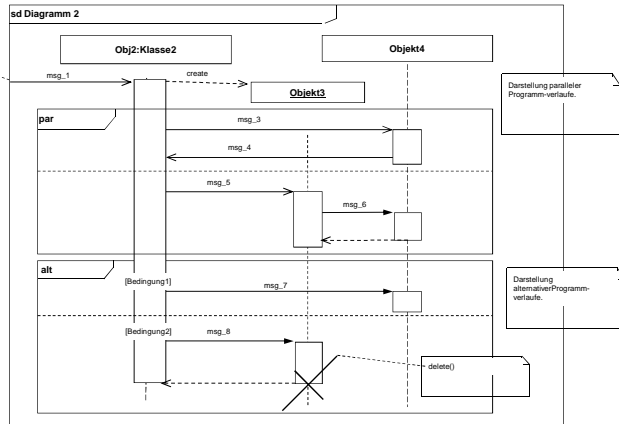 sd Diagramm 2
Obj2:Klasse2
Objekt4
msg_1
create
Objekt3
Darstellung paralleler
Programm-verlaufe.
par
msg_3
msg_4
msg_5
msg_6
alt
[Bedingung1]
msg_7
Darstellung
alternativerProgramm-
verlaufe.
[Bedingung2]
msg_8
delete()